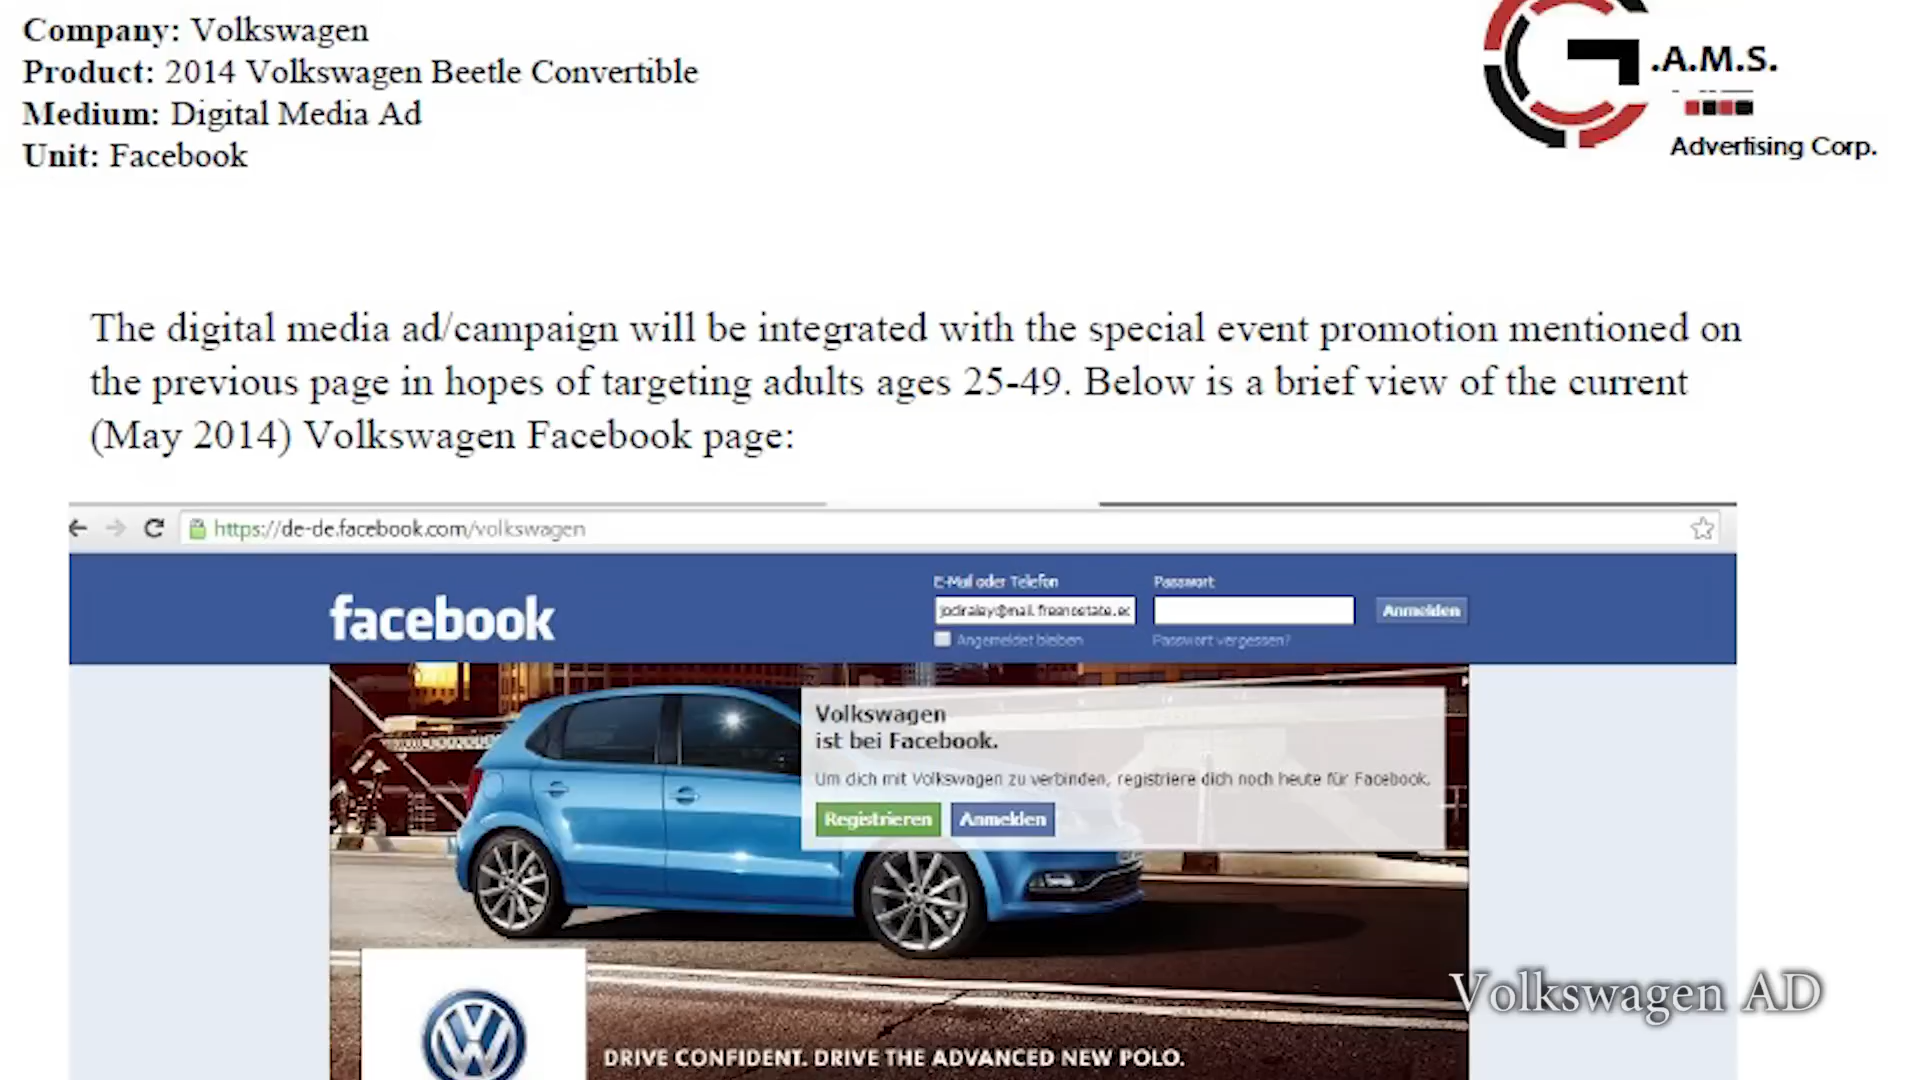 Company: Volkswagen
Product: 2014 Volkswagen Beetle Convertible
Medium: Digital Media Ad
Unit: Facebook
G.A.M.S.
Advertising Corp.
The digital media ad/campaign will be integrated with the special event promotion mentioned on
the previous page in hopes of targeting adults ages 25-49. Below is a brief view of the current
(May 2014) Volkswagen Facebook page:
https://de-de.facebook.com/volkswagen
facebook
E-Mail oder Telefon Passwort
Anmelden
Angemeldet bleiben Passwort vergessen?
Volkswagen
ist bei Facebook.
Um dich mit Volkswagen zu verbinden, registriere dich noch heute für Facebook.
Registrieren Anmelden
DRIVE CONFIDENT. DRIVE THE ADVANCED NEW POLO.
Volkswagen AD